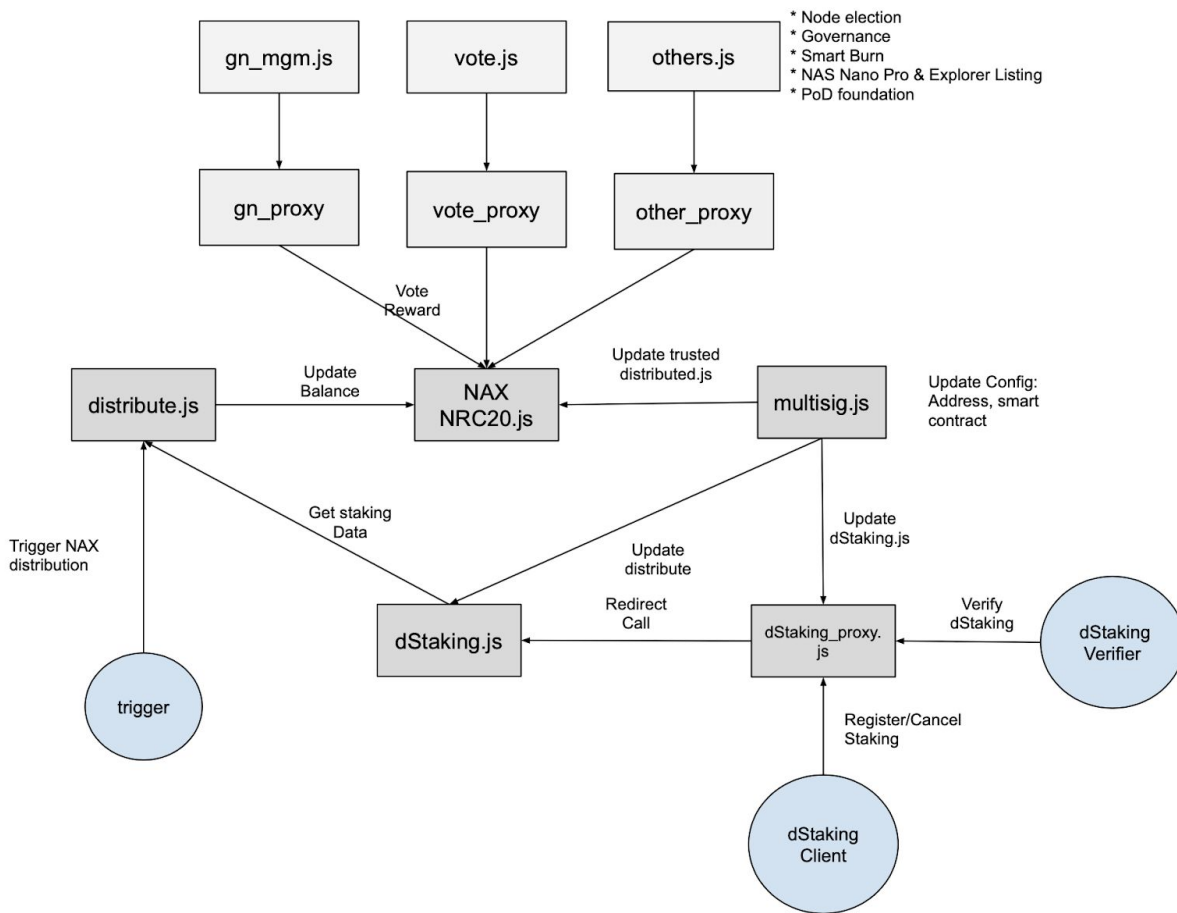 gn_mgm.js
vote.js
others.js
* Node election
* Governance
* Smart Burn
* NAS Nano Pro & Explorer Listing
* PoD foundation
gn_proxy
vote_proxy
other_proxy
Vote
Reward
Update
Balance
Update trusted
distributed.js
distribute.js
NAX
NRC20.js
multisig.js
Update Config:
Address, smart
contract
Get staking
Data
Trigger NAX
distribution
Update
distribute
Update
dStaking.js
Redirect
Call
Verify
dStaking
dStaking.js
dStaking_proxy.
js
dStaking
Verifier
trigger
Register/Cancel
Staking
dStaking
Client